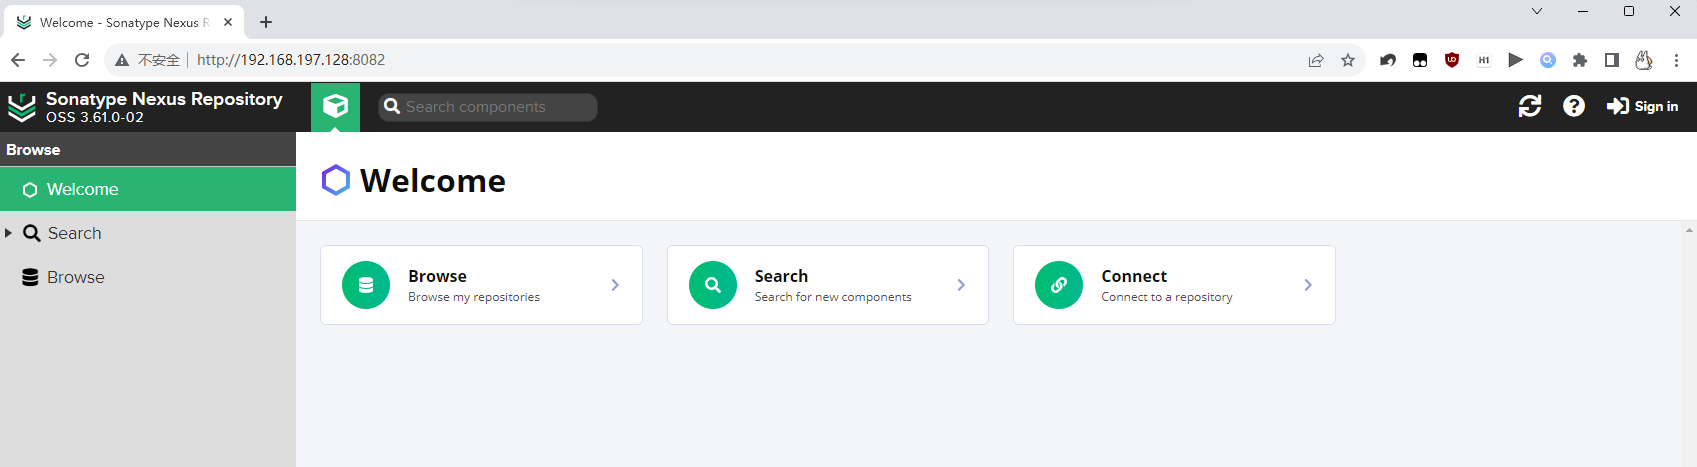 Welcome - Sonatype Nexus R
不安全 http://192.168.197.128:8082
Sonatype Nexus Repository
OSS 3.61.0-02
Search components
Sign in
Browse
Welcome
Search
Browse
Welcome
Browse
Browse my repositories
Search
Search for new components
Connect
Connect to a repository